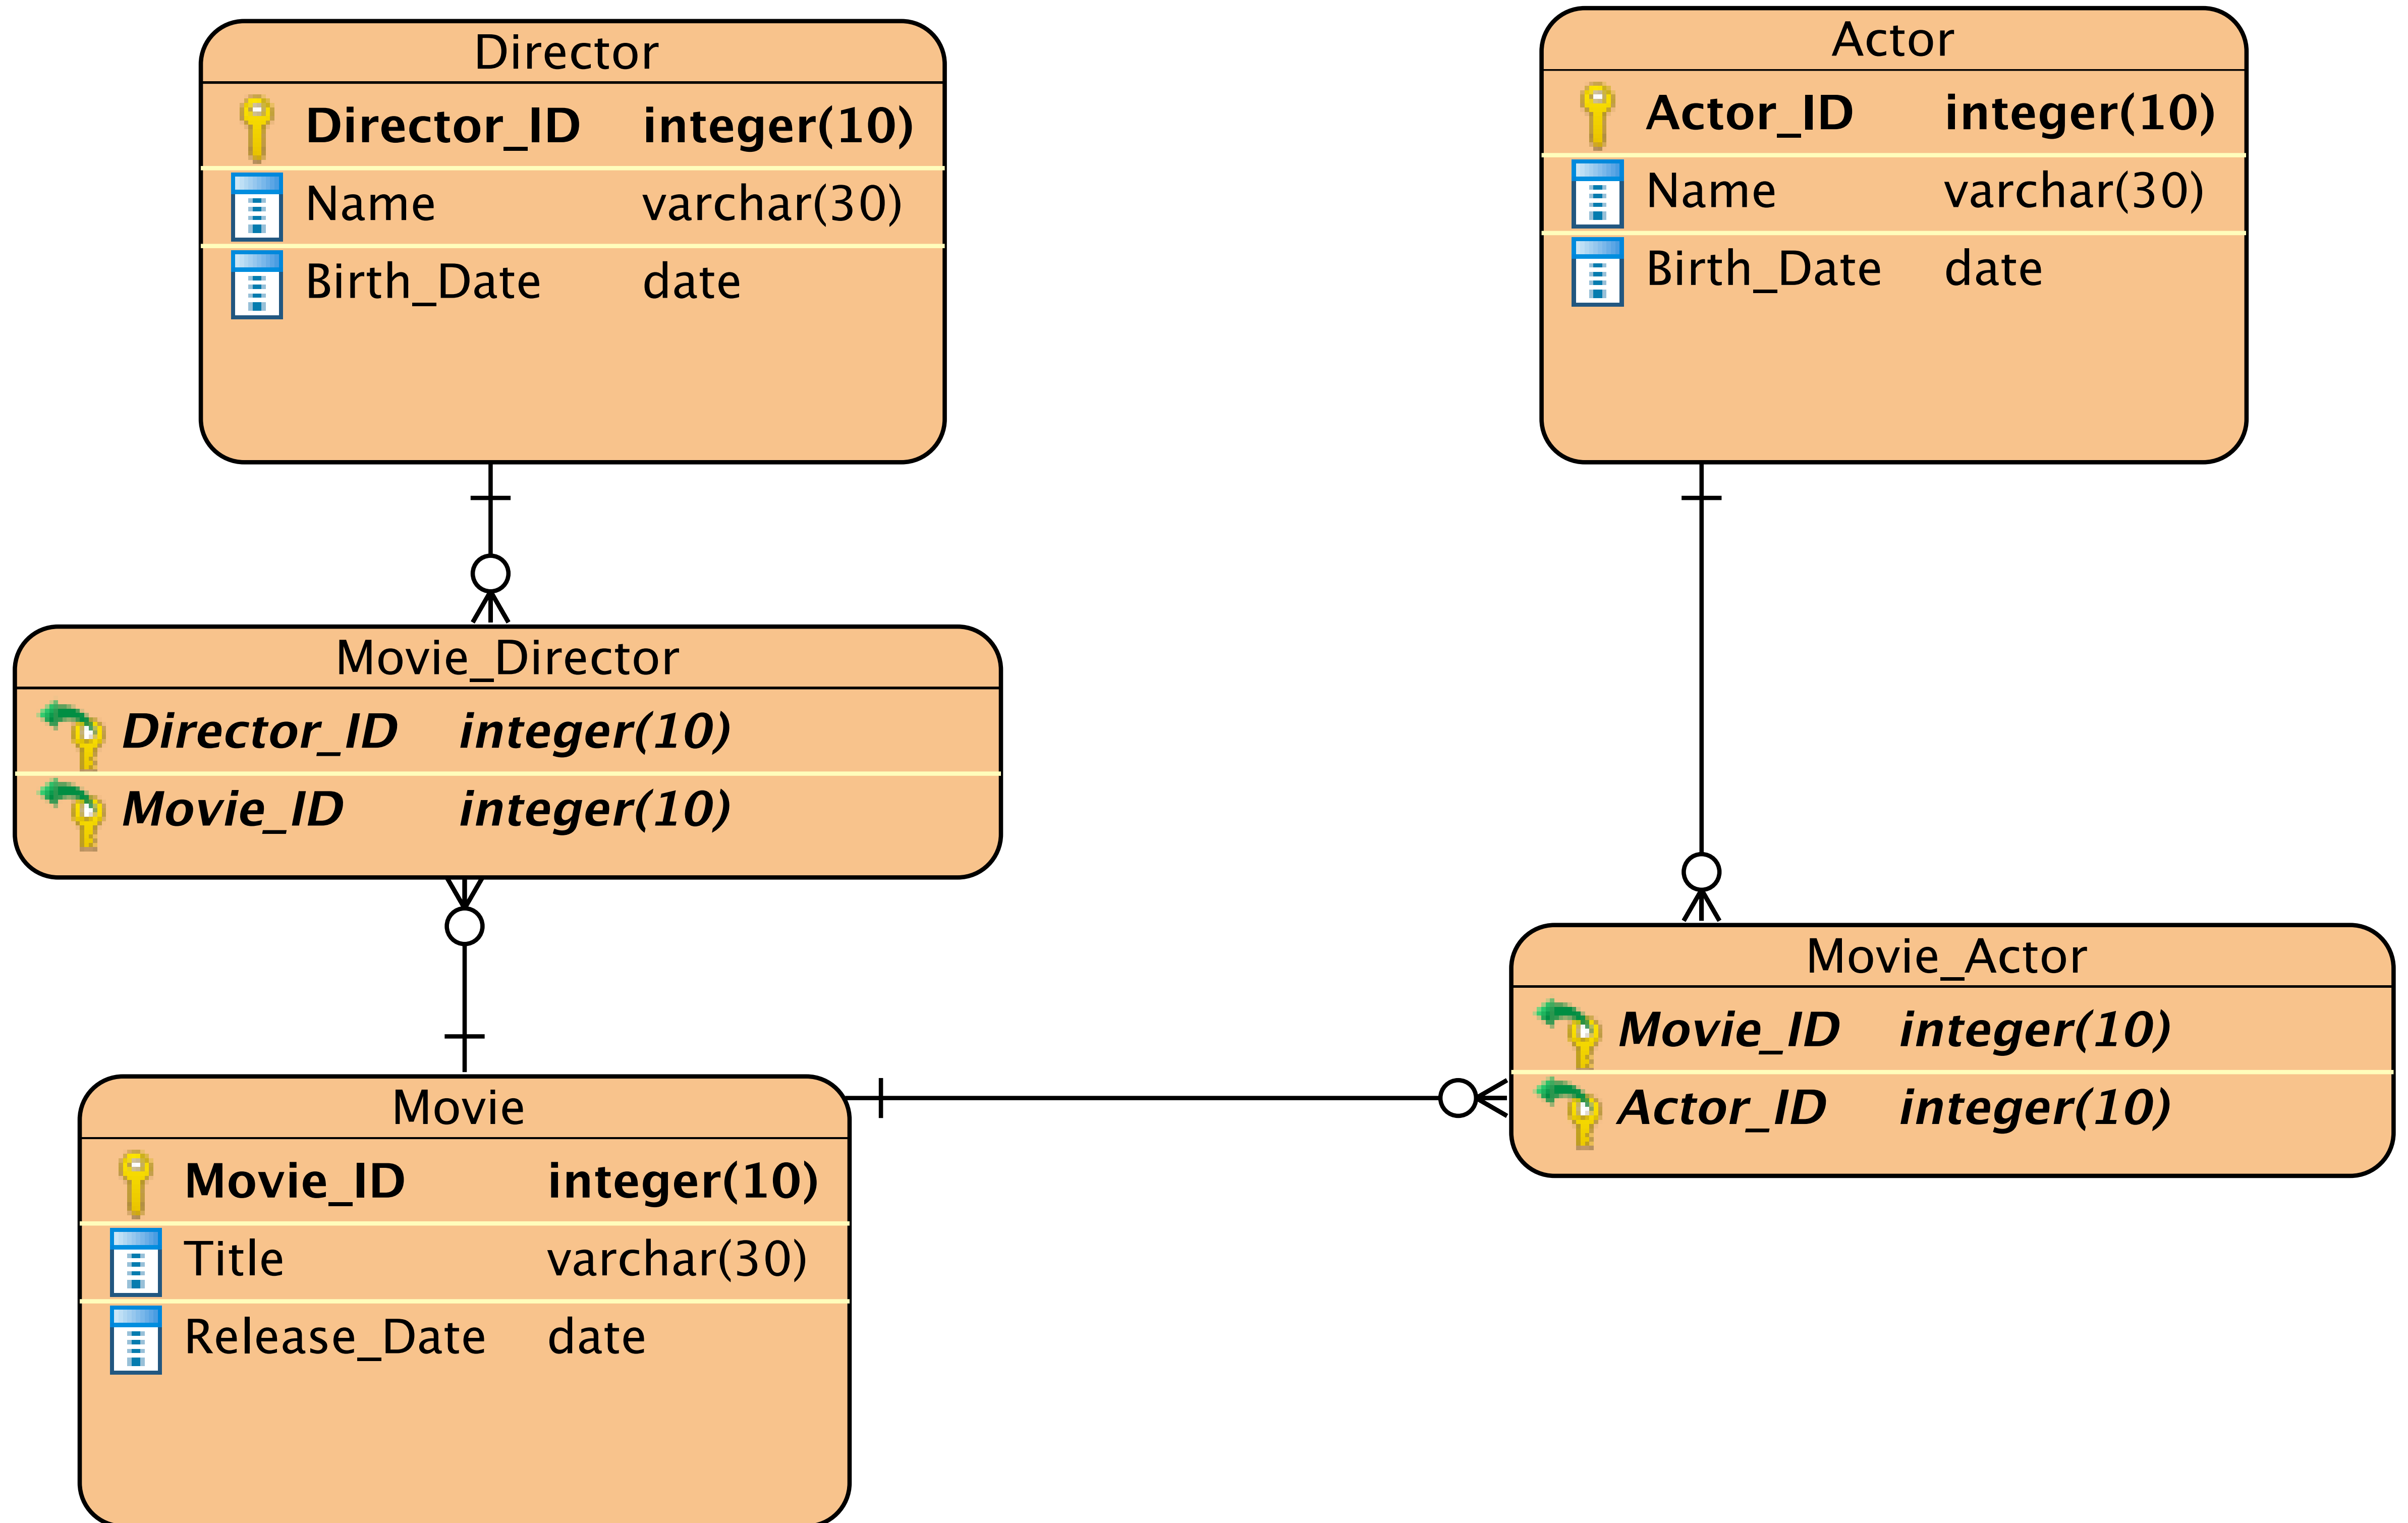 Director
Director_ID integer(10)
Name varchar(30)
Birth_Date date
Actor
Actor_ID integer(10)
Name varchar(30)
Birth_Date date
Movie_Director
Director_ID integer(10)
Movie_ID integer(10)
Movie_Actor
Movie_ID integer(10)
Actor_ID integer(10)
Movie
Movie_ID integer(10)
Title varchar(30)
Release_Date date